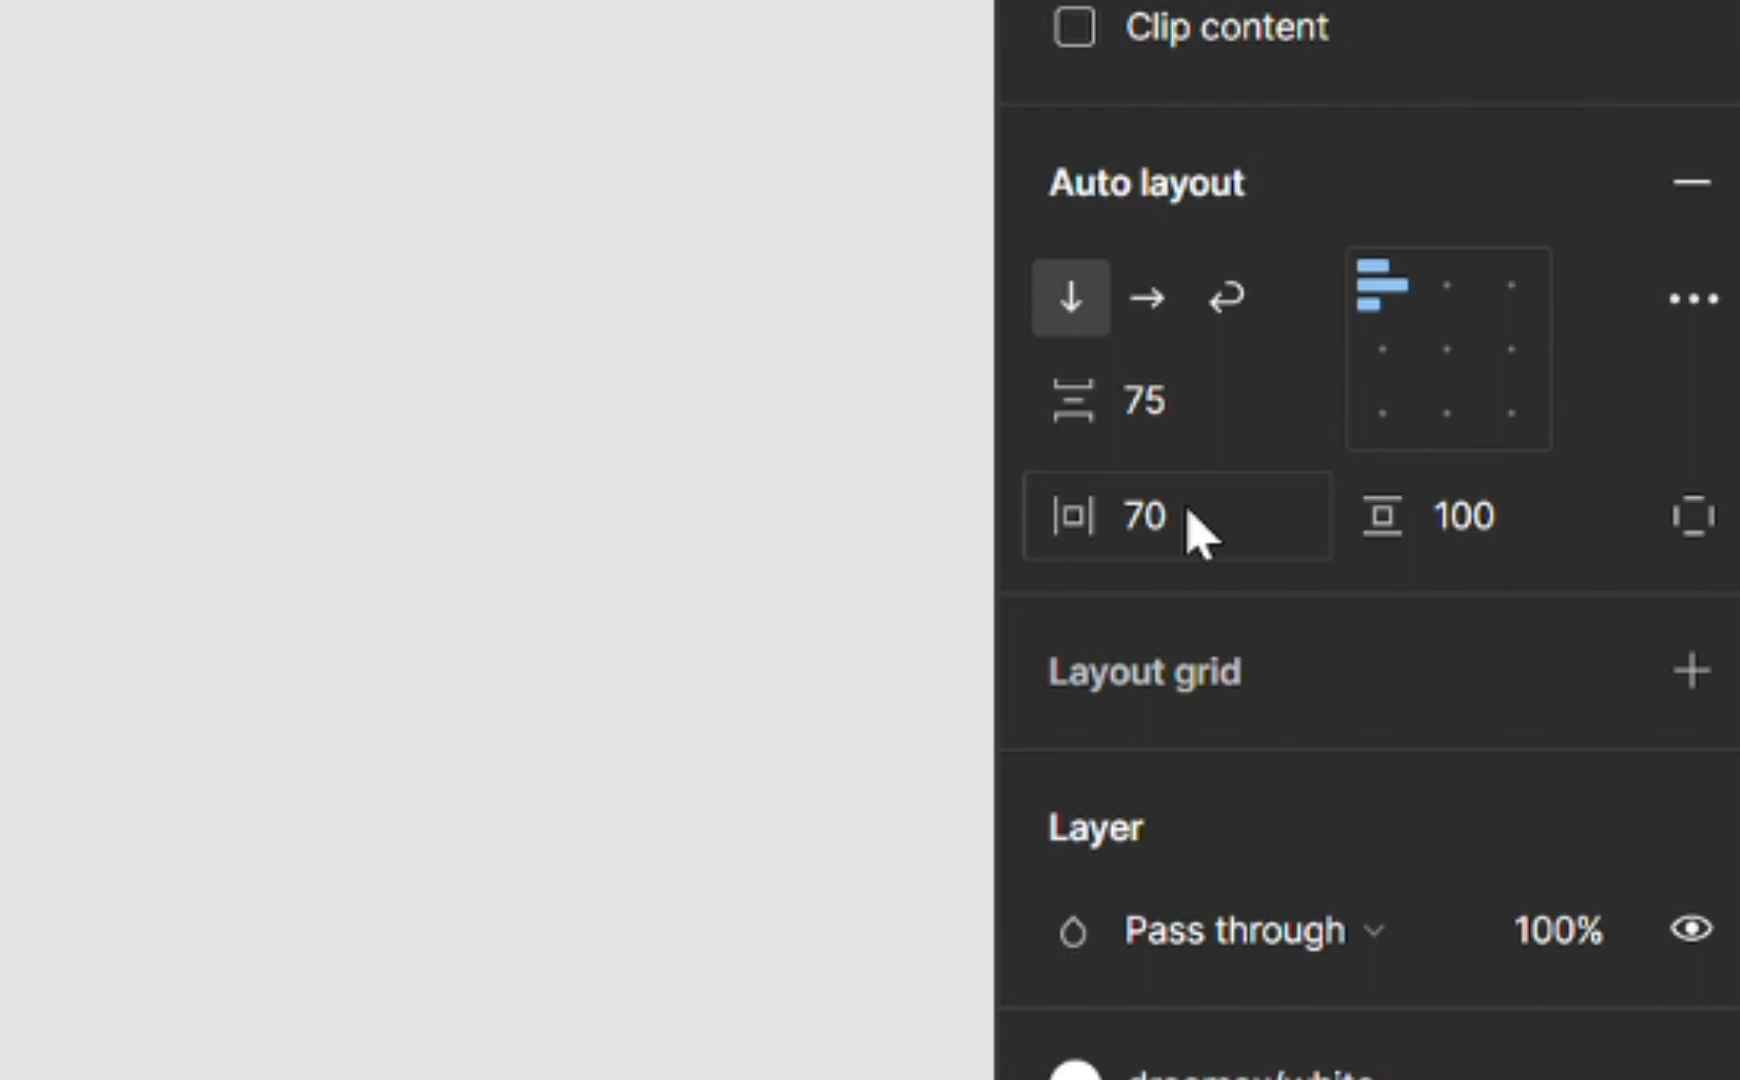 Clip content
Auto layout
75
70 100
Layout grid
Layer
Pass through 100%